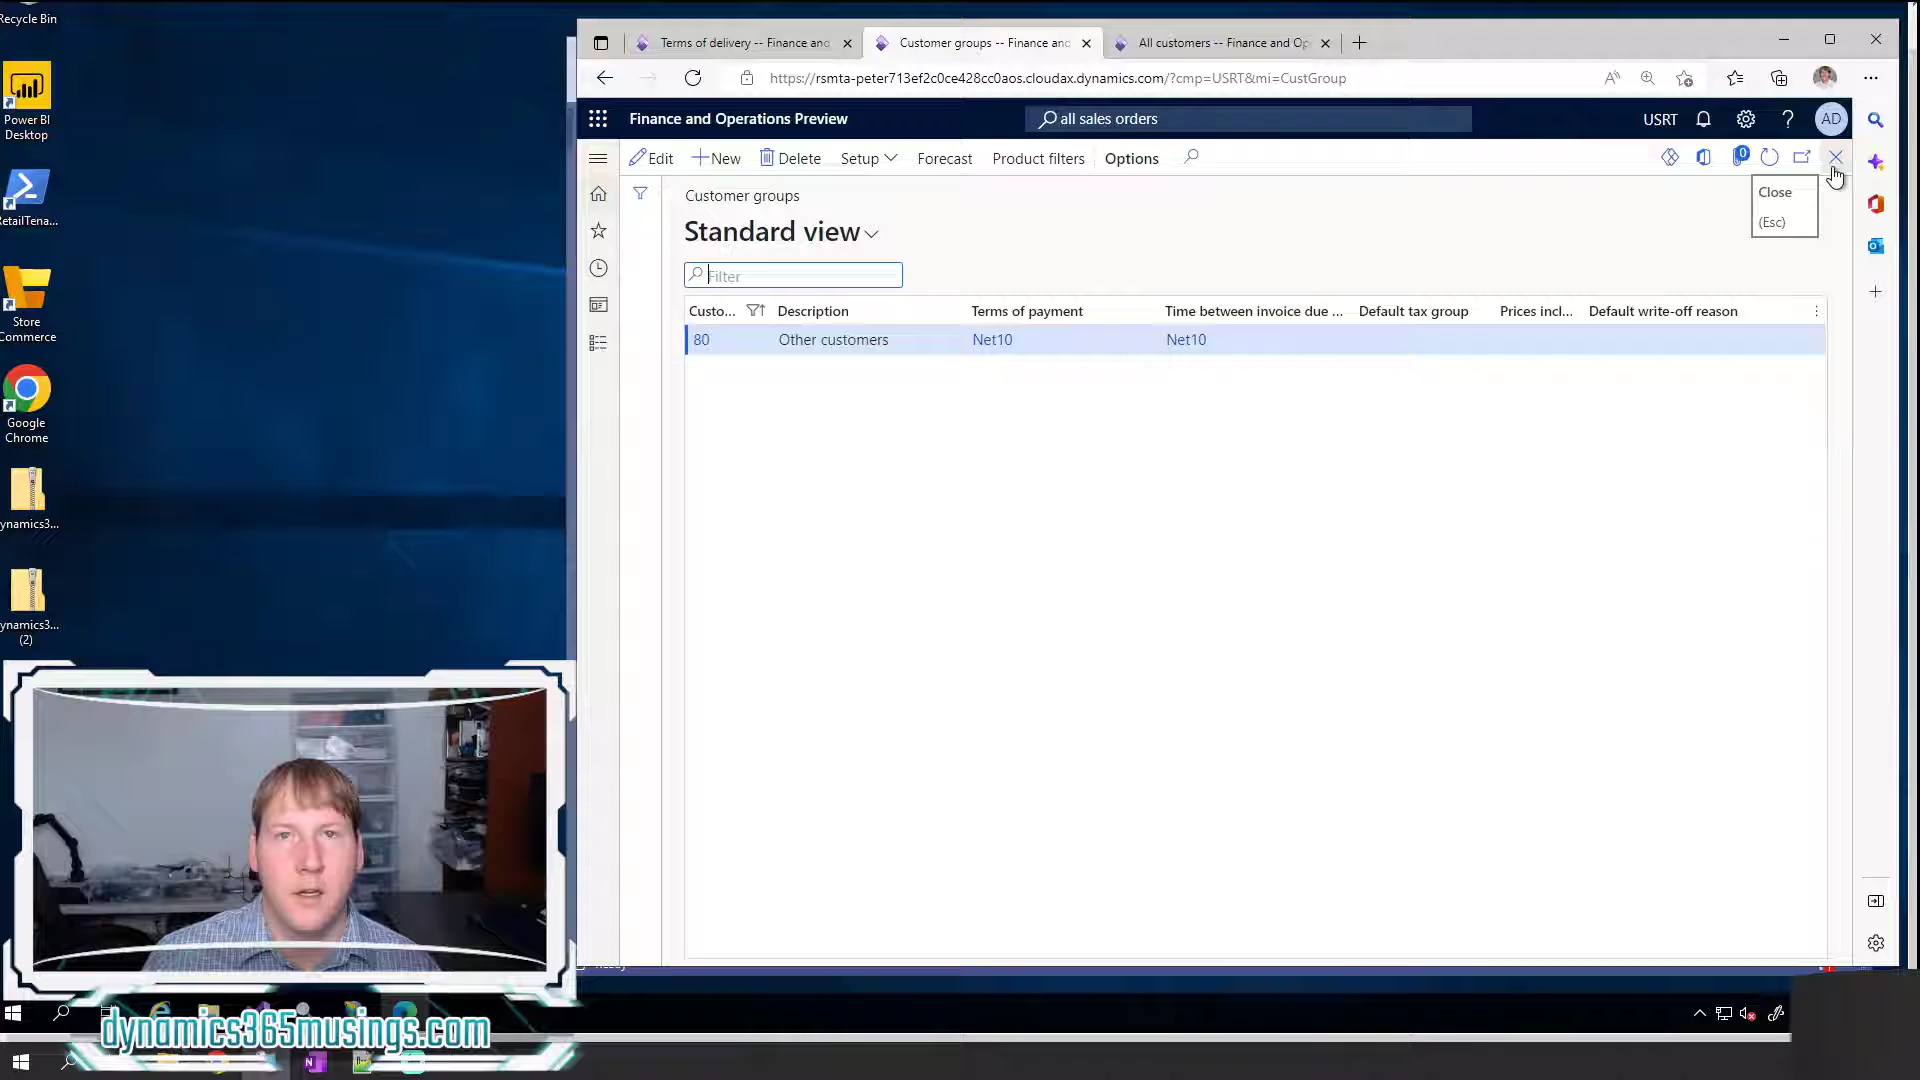 Recycle Bin
Power BI
Desktop
RetailTena...
Store
Commerce
Google
Chrome
ynamics3...
ynamics3...
(2)
Terms of delivery -- Finance and
Customer groups -- Finance and
All customers -- Finance and Op
https://rsmta-peter713ef2c0ce428cc0aos.cloudax.dynamics.com/?cmp=USRT&mi=CustGroup
Finance and Operations Preview
all sales orders
USRT
AD
Edit
New
Delete
Setup
Forecast
Product filters
Options
0
Close
(Esc)
Customer groups
Standard view
Filter
Custo...
Description
Terms of payment
Time between invoice due ...
Default tax group
Prices incl...
Default write-off reason
80
Other customers
Net10
Net10
dynamics365musings.com